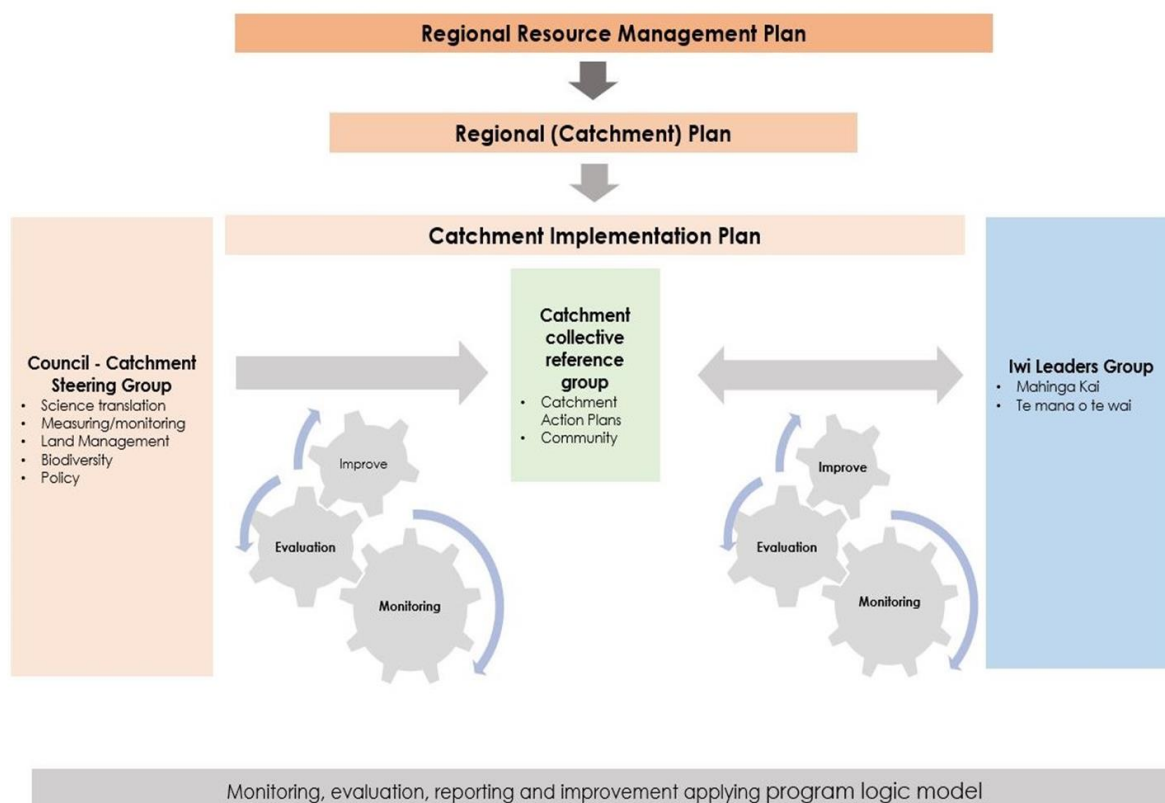 Regional Resource Management Plan
Regional (Catchment) Plan
Catchment Implementation Plan
Council - Catchment
Steering Group
• Science translation
• Measuring/monitoring
• Land Management
• Biodiversity
• Policy
Catchment
collective
reference
group
• Catchment
Action Plans
• Community
Iwi Leaders Group
• Mahinga Kai
• Te mana o te wai
Improve
Evaluation
Monitoring
Improve
Evaluation
Monitoring
Monitoring, evaluation, reporting and improvement applying program logic model